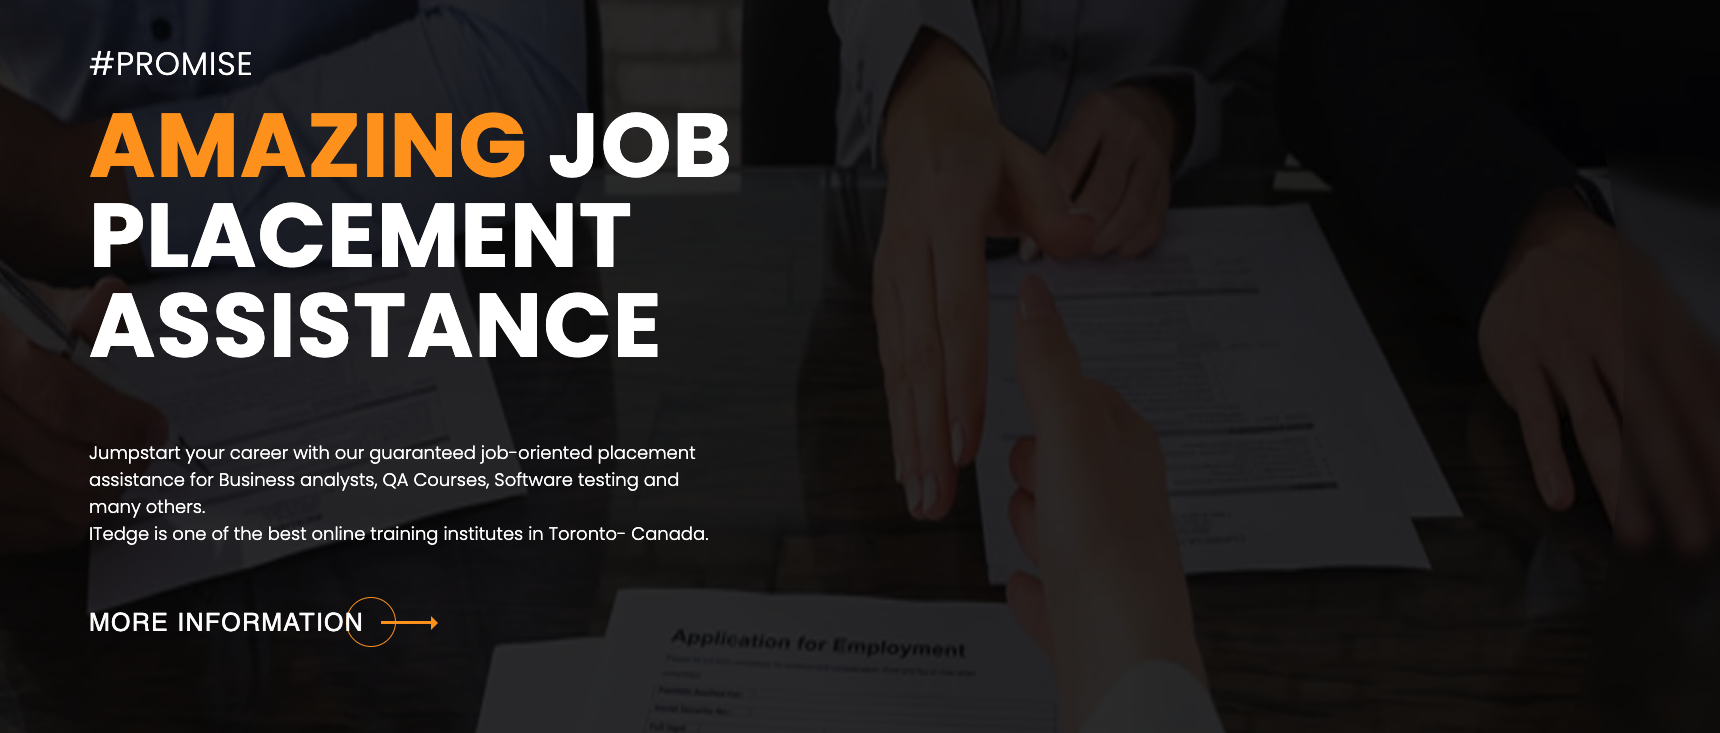 #PROMISE
AMAZING JOB
PLACEMENT
ASSISTANCE
Jumpstart your career with our guaranteed job-oriented placement
assistance for Business analysts, QA Courses, Software testing and
many others.
ITedge is one of the best online training institutes in Toronto- Canada.
MORE INFORMATION
Application for Employment